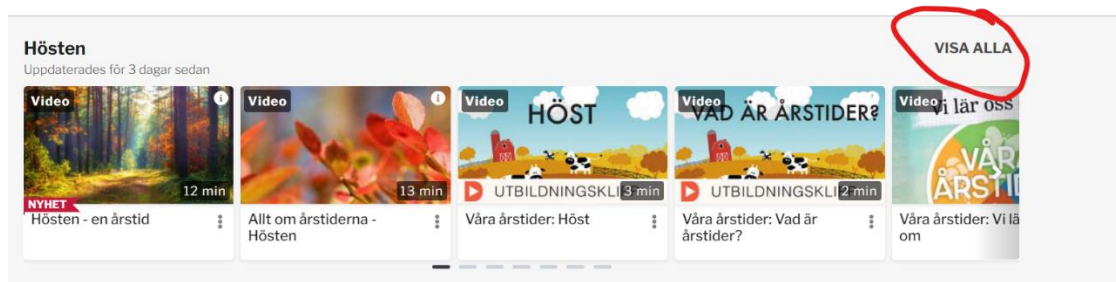 Hösten
VISA ALLA
Uppdaterades för 3 dagar sedan
Video
12 min
NYHET
Hösten - en årstid
Video
13 min
Allt om årstiderna -
Hösten
Video
HÖST
UTBILDNINGSKLI
3 min
Våra årstider: Höst
Video
VAD ÄR ÅRSTIDER?
UTBILDNINGSKLI
2 min
Våra årstider: Vad är
årstider?
Video
Vi lär oss
VÅRA
ÅRSTID
Våra årstider: Vi lä
om